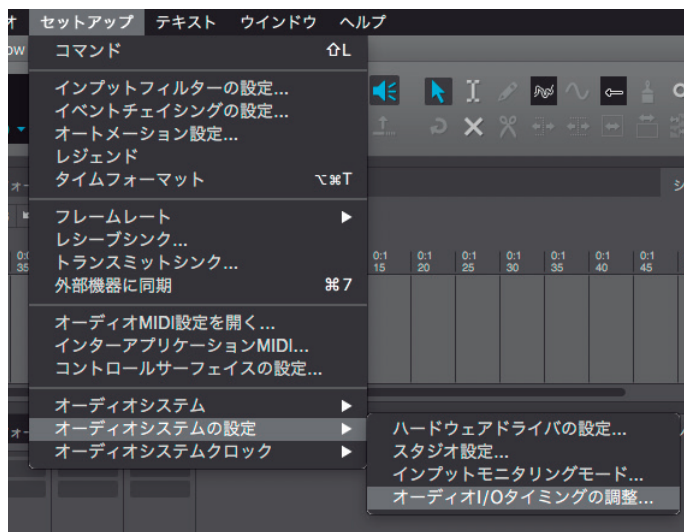 オ セットアップ テキスト ウインドウ ヘルプ
ow
コマンド ⇧L
インプットフィルターの設定...
イベントチェイシングの設定...
オートメーション設定...
レジェンド
タイムフォーマット ⌥⌘T
オー
シ
フレームレート ▶
レシーブシンク...
トランスミットシンク...
外部機器に同期 ⌘7
0:0 0:1 0:1 0:1 0:1 0:1 0:1 0:1
35 15 20 25 30 35 40 45
オーディオMIDI設定を開く...
インターアプリケーションMIDI...
コントロールサーフェイスの設定...
オーディオシステム ▶
オー
オーディオシステムの設定 ▶
オーディオシステムクロック ▶
ハードウェアドライバの設定...
スタジオ設定...
インプットモニタリングモード...
オーディオI/Oタイミングの調整...